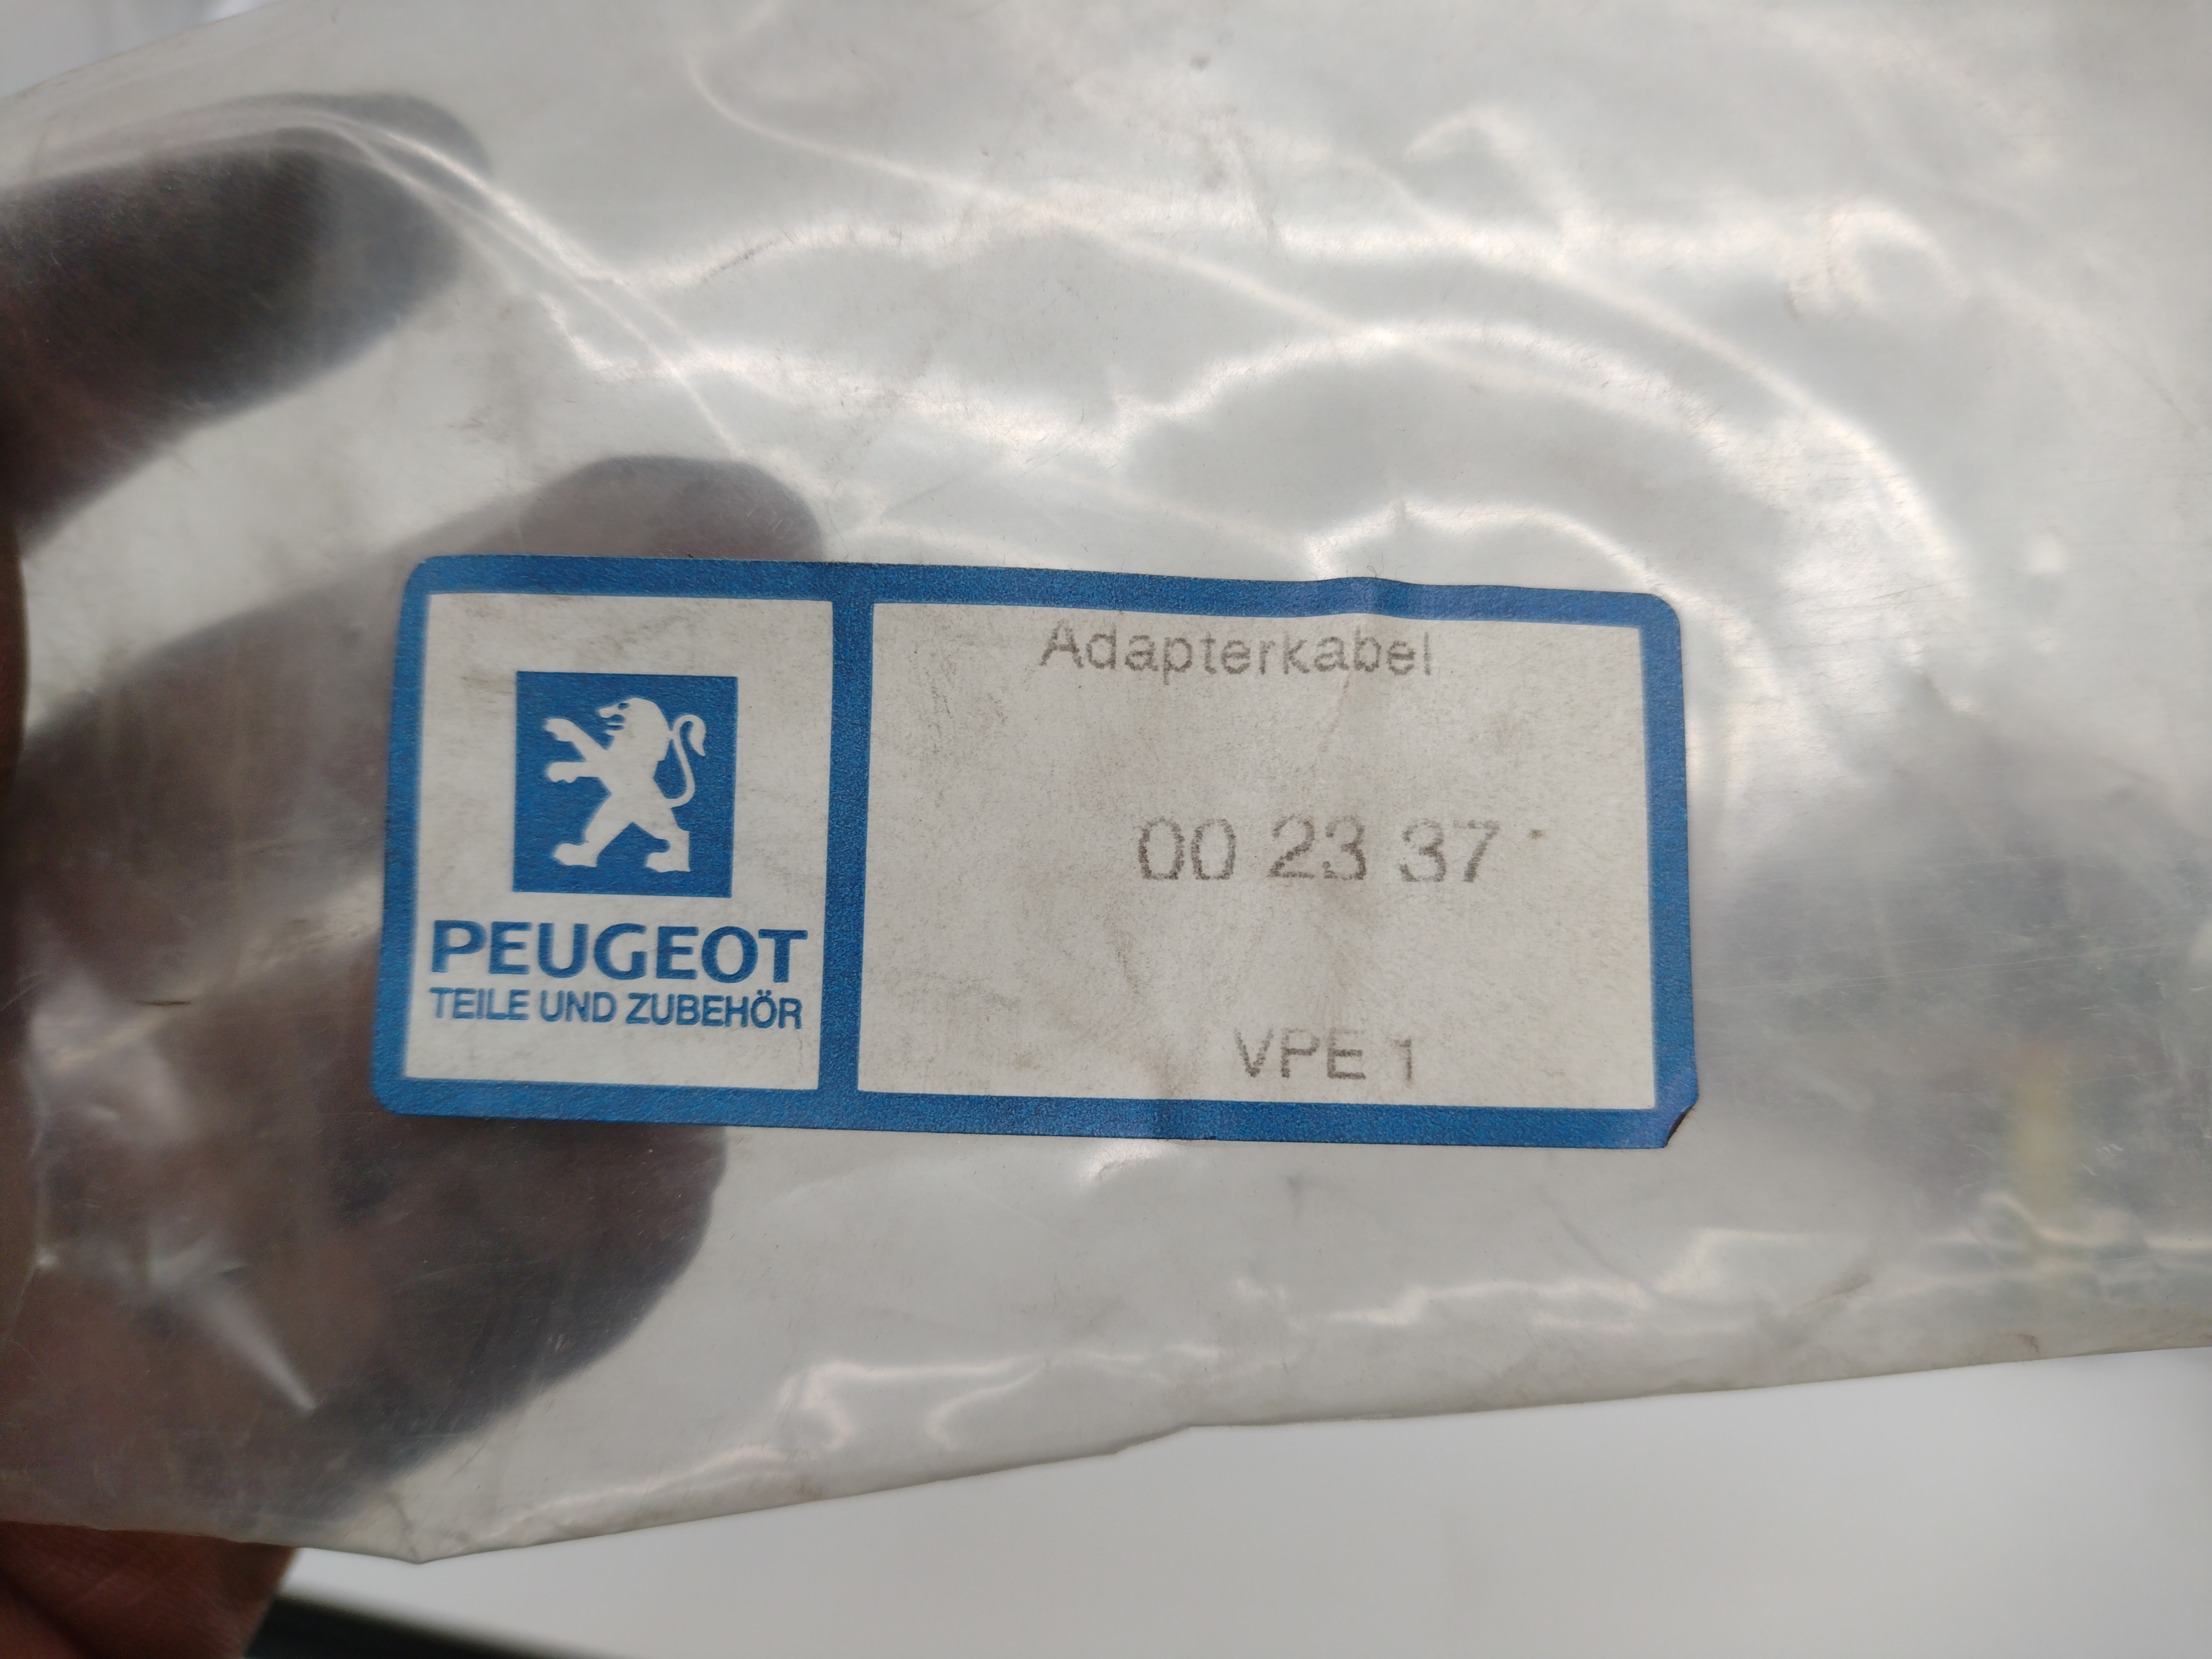 PEUGEOT
TEILE UND ZUBEHÖR
Adapterkabel
00 23 37
VPE 1